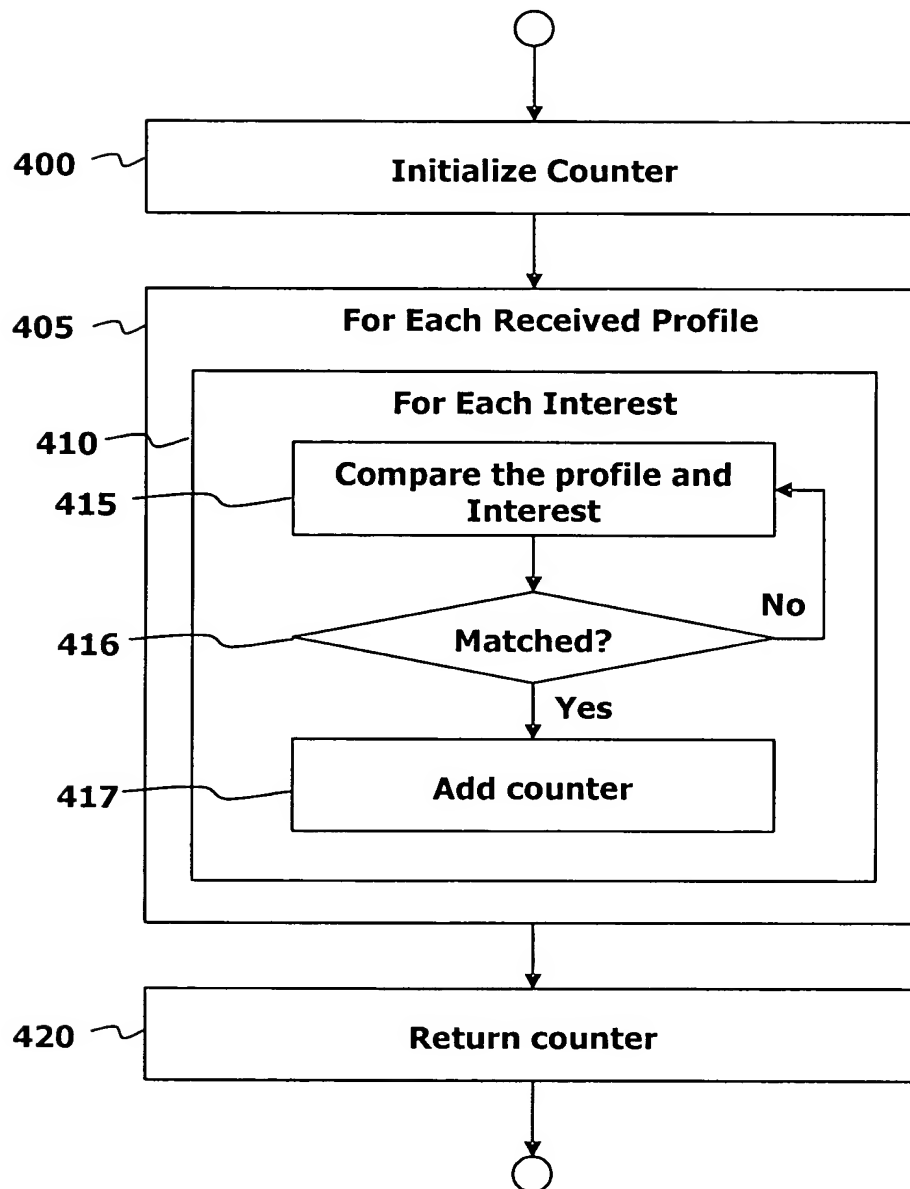 400
Initialize Counter
405
For Each Received Profile
410
For Each Interest
415
Compare the profile and
Interest
No
416
Matched?
Yes
417
Add counter
420
Return counter